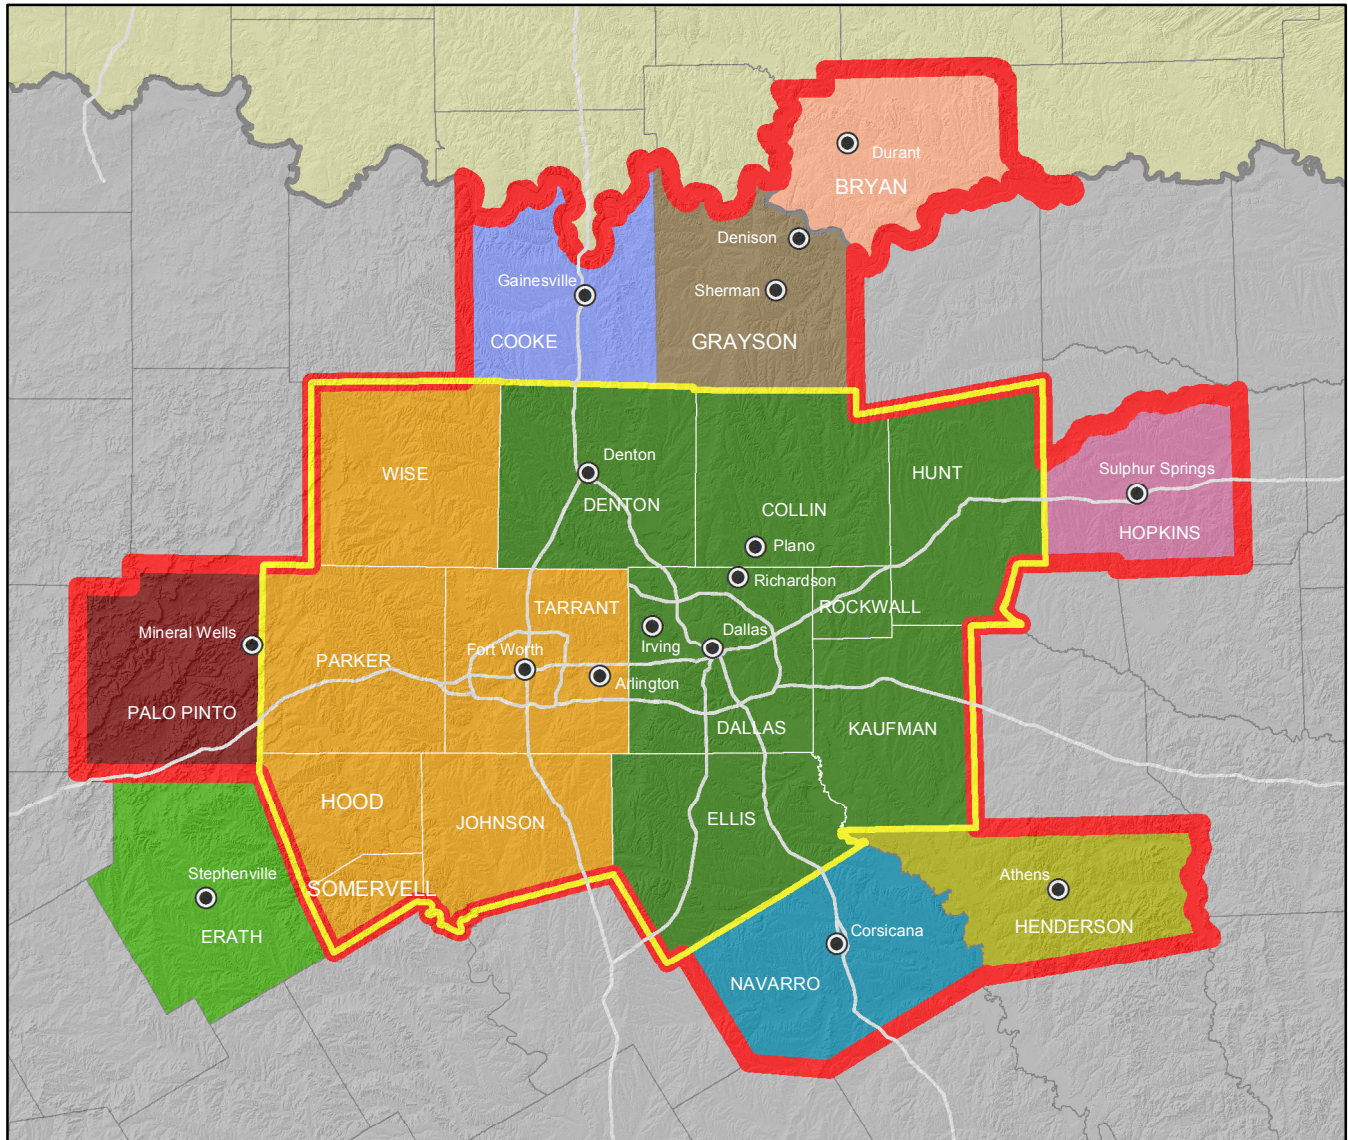 Durant
BRYAN
Denison
Gainesville
Sherman
COOKE
GRAYSON
WISE
Denton
DENTON
COLLIN
HUNT
Sulphur Springs
HOPKINS
Plano
Richardson
TARRANT
ROCKWALL
Mineral Wells
Irving
Dallas
PARKER
Fort Worth
Arlington
PALO PINTO
DALLAS
KAUFMAN
HOOD
JOHNSON
ELLIS
Stephenville
SOMERVELL
Athens
ERATH
Corsicana
HENDERSON
NAVARRO